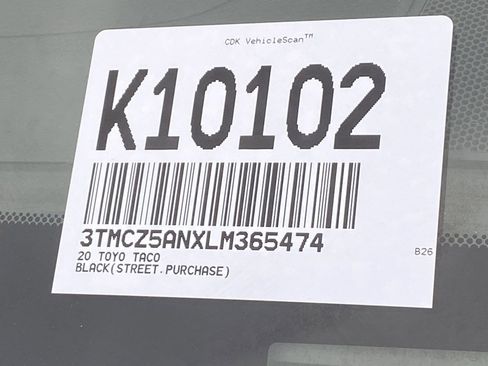 CDK VehicleScan™
K10102
3TMCZ5ANXLM365474
20 TOYO TACO
BLACK(STREET.PURCHASE)
B26